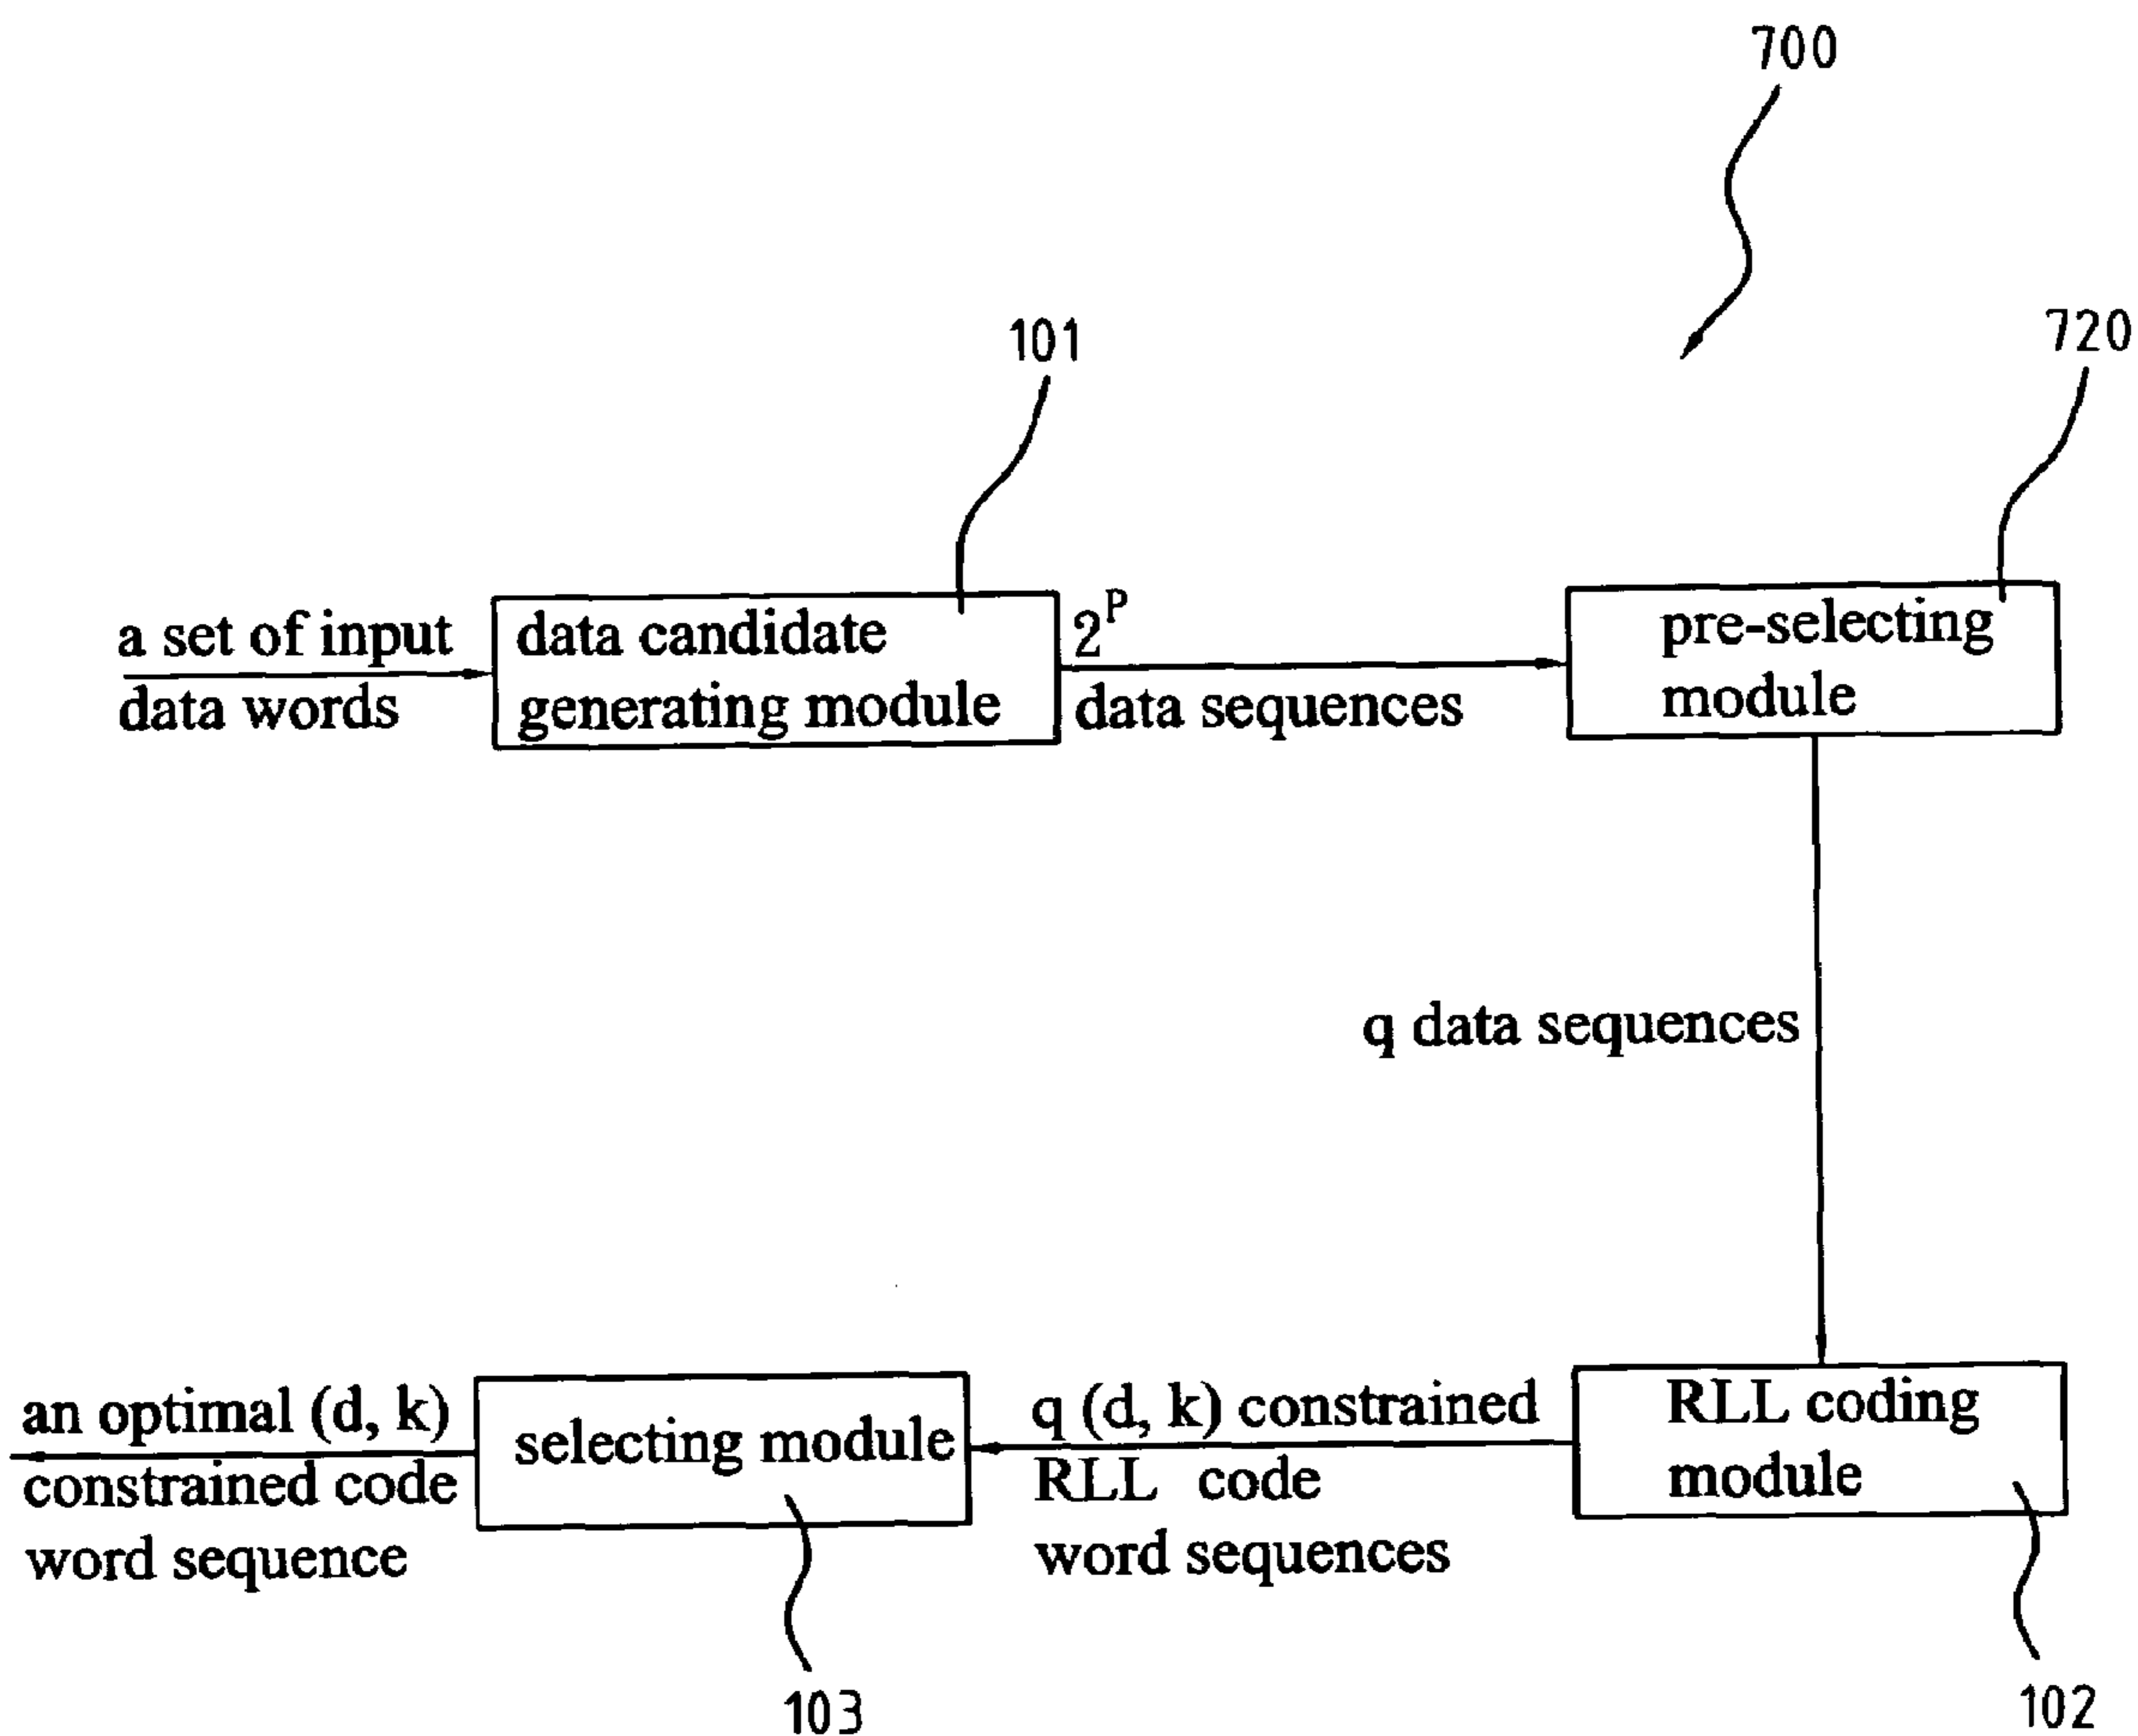 700
720
101
a set of input
data words
data candidate
generating module
2^P
data sequences
pre-selecting
module
q data sequences
an optimal (d, k)
constrained code
word sequence
selecting module
q (d, k) constrained
RLL code
word sequences
RLL coding
module
103
102